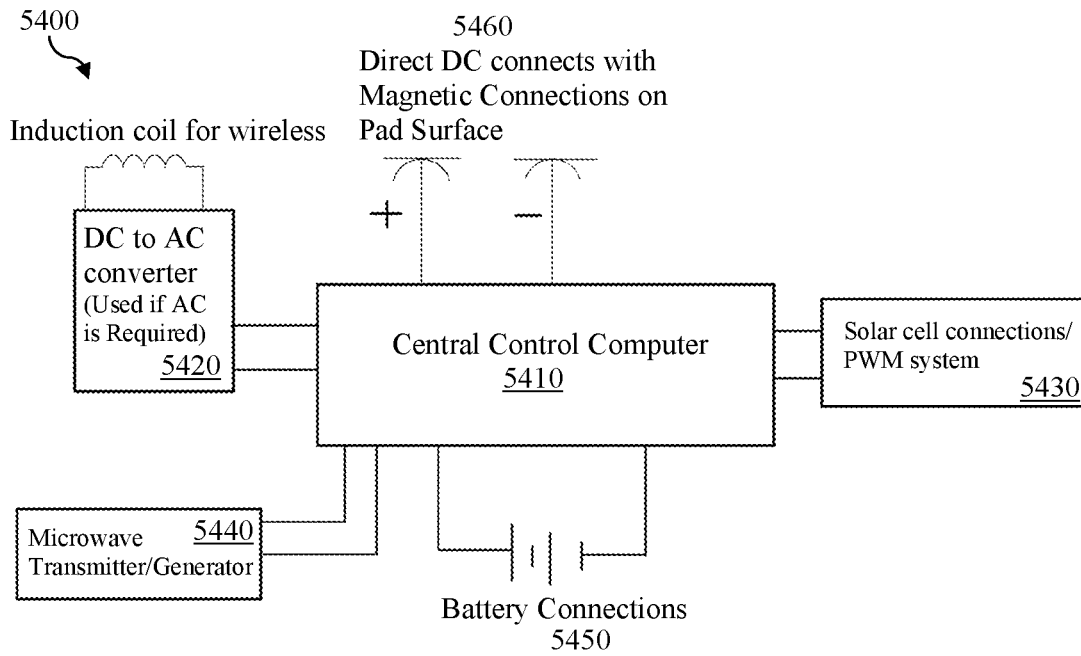 5400
5460
Direct DC connects with
Magnetic Connections on
Pad Surface
Induction coil for wireless
+
−
DC to AC
converter
(Used if AC
is Required)
5420
Central Control Computer
5410
Solar cell connections/
PWM system
5430
5440
Microwave
Transmitter/Generator
Battery Connections
5450